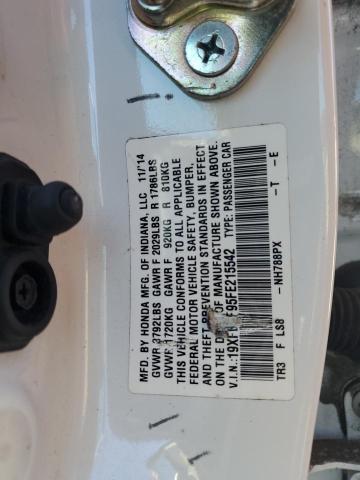 MFD. BY HONDA MFG. OF INDIANA, LLC 11/14
GVWR 3792LBS GAWR F 2029LBS R 1786LBS
GVWR 1720KG GAWR F 920KG R 810KG
THIS VEHICLE CONFORMS TO ALL APPLICABLE
FEDERAL MOTOR VEHICLE SAFETY, BUMPER,
AND THEFT PREVENTION STANDARDS IN EFFECT
ON THE DATE OF MANUFACTURE SHOWN ABOVE.
V.I.N.: TYPE: PASSENGER CAR
TR3 F LS8 -NH788PX -T -E